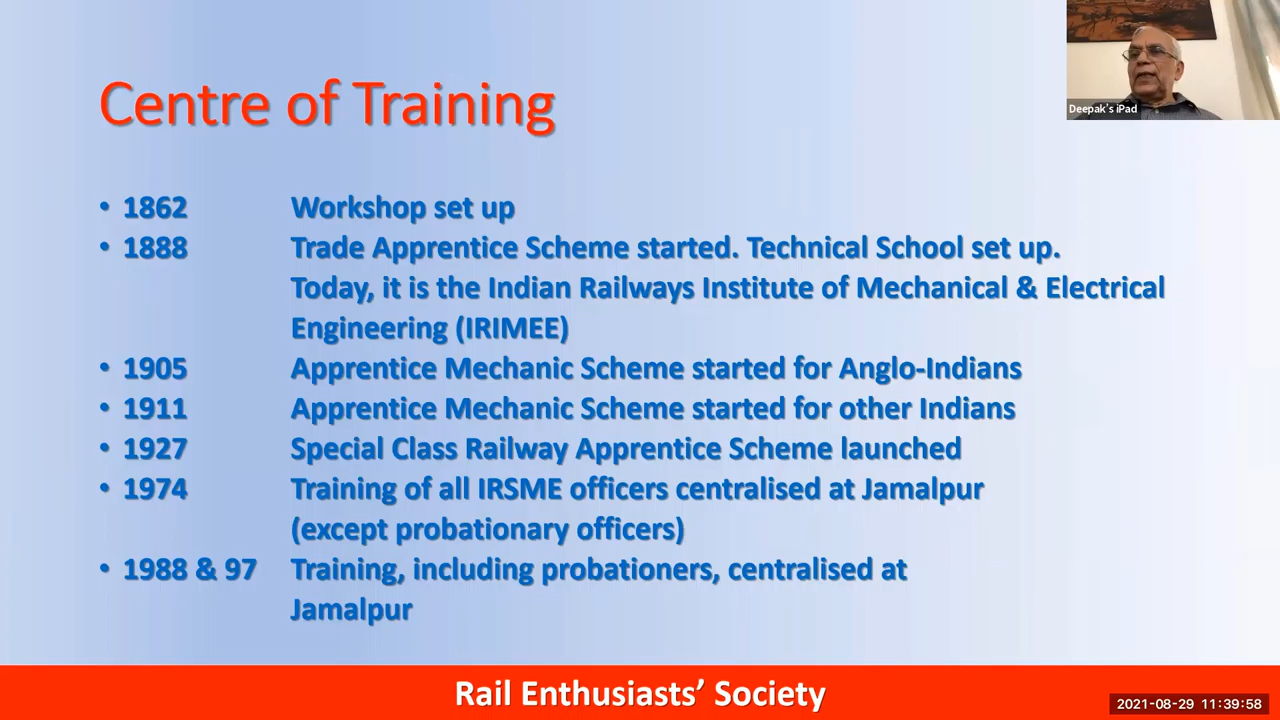 Centre of Training
Deepak's iPad
• 1862 Workshop set up
• 1888 Trade Apprentice Scheme started. Technical School set up.
Today, it is the Indian Railways Institute of Mechanical & Electrical
Engineering (IRIMEE)
• 1905 Apprentice Mechanic Scheme started for Anglo-Indians
• 1911 Apprentice Mechanic Scheme started for other Indians
• 1927 Special Class Railway Apprentice Scheme launched
• 1974 Training of all IRSME officers centralised at Jamalpur
(except probationary officers)
• 1988 & 97 Training, including probationers, centralised at
Jamalpur
Rail Enthusiasts’ Society
2021-08-29 11:39:58